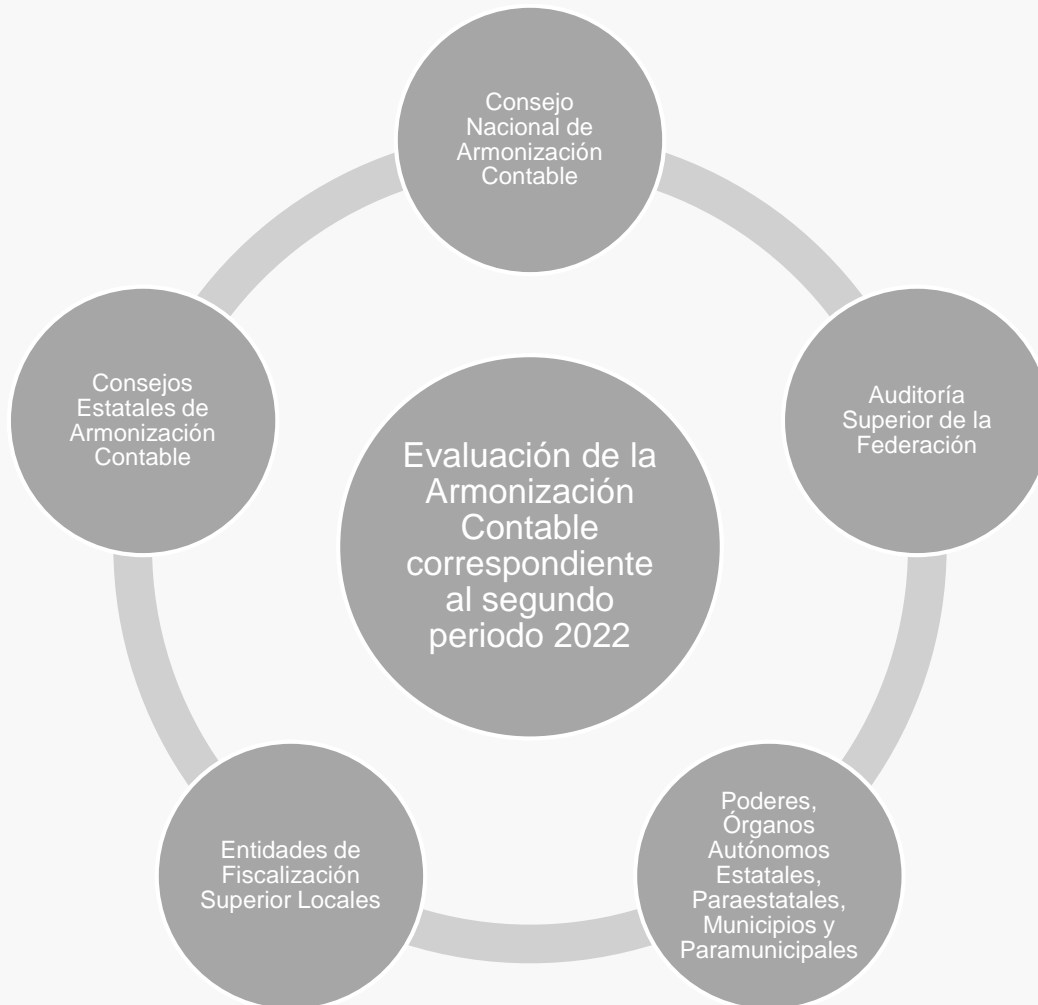 Consejo
Nacional de
Armonización
Contable
Auditoría
Superior de la
Federación
Poderes,
Órganos
Autónomos
Estatales,
Paraestatales,
Municipios y
Paramunicipales
Entidades de
Fiscalización
Superior Locales
Consejos
Estatales de
Armonización
Contable
Evaluación de la
Armonización
Contable
correspondiente
al segundo
periodo 2022